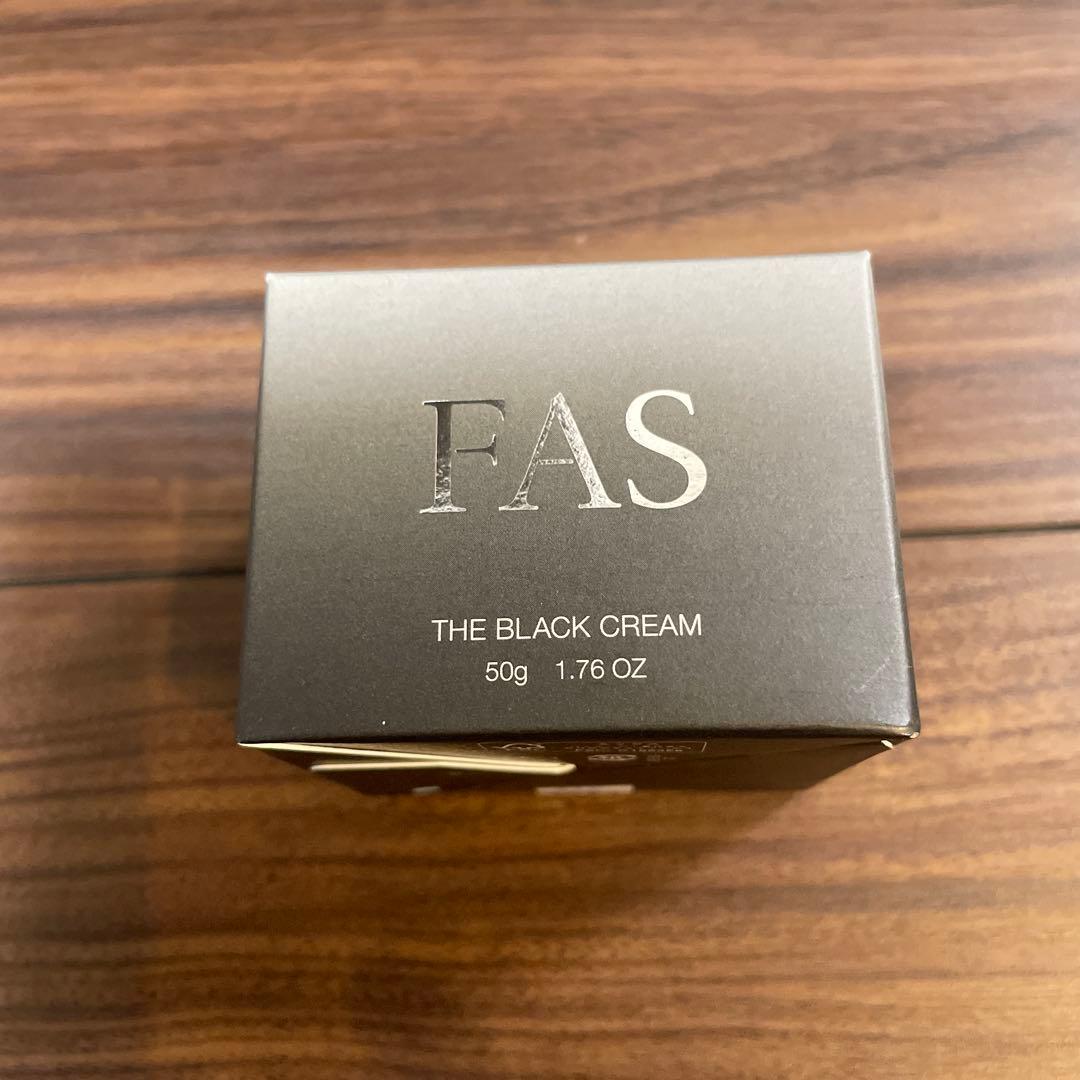 FAS
THE BLACK CREAM
50g 1.76 OZ